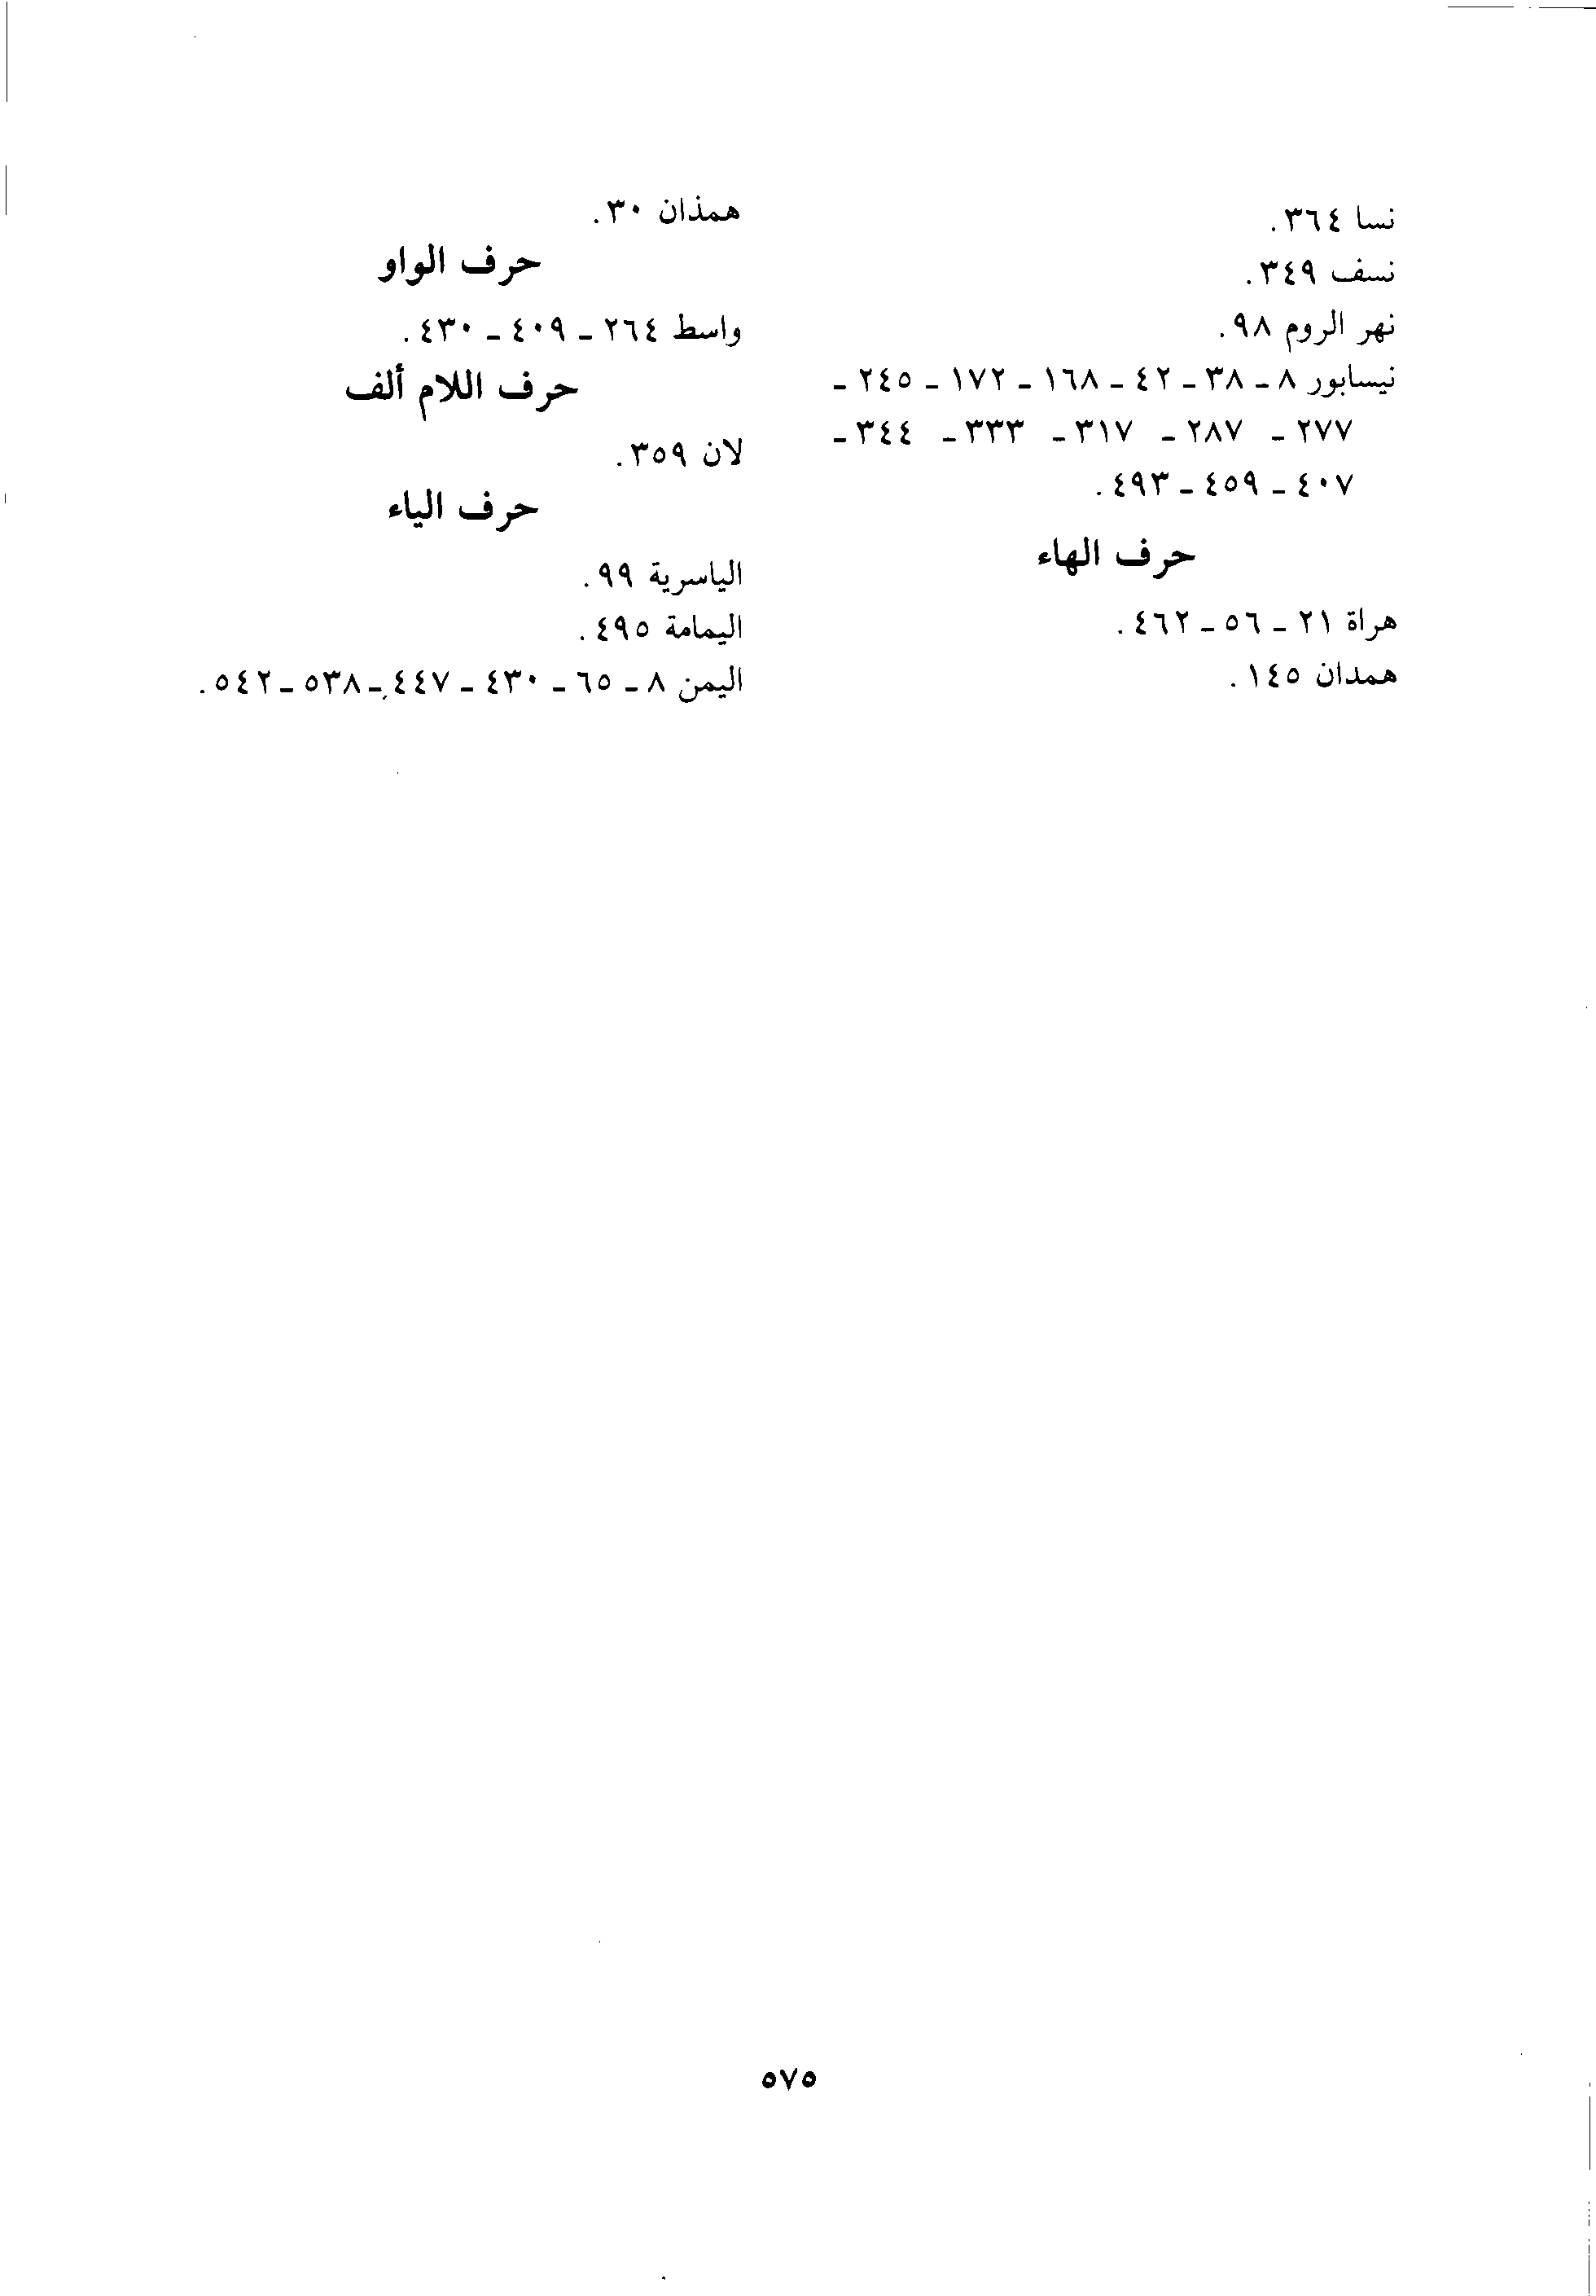 نسا ٣٦٤.
نسف ٣٤٩.
نهر الروم ٩٨.
نيسابور ٨ ـ ٣٨ ـ ٤٢ ـ ١٦٨ ـ ١٧٢ ـ ٢٤٥ ـ
٢٧٧ ـ ٢٨٧ ـ ٣١٧ ـ ٣٣٣ ـ ٣٤٤ ـ
٤٠٧ ـ ٤٥٩ ـ ٤٩٣.
حرف الهاء
هراة ٢١ ـ ٥٦ ـ ٤٦٢.
همدان ١٤٥.
همذان ٣٠.
حرف الواو
واسط ٢٦٤ ـ ٤٠٩ ـ ٤٣٠.
حرف اللام ألف
لان ٣٥٩.
حرف الياء
الياسرية ٩٩.
اليمامة ٤٩٥.
اليمن ٨ ـ ٦٥ ـ ٤٣٠ ـ ٤٤٧ ـ ٥٣٨ ـ ٥٤٢.
٥٧٥